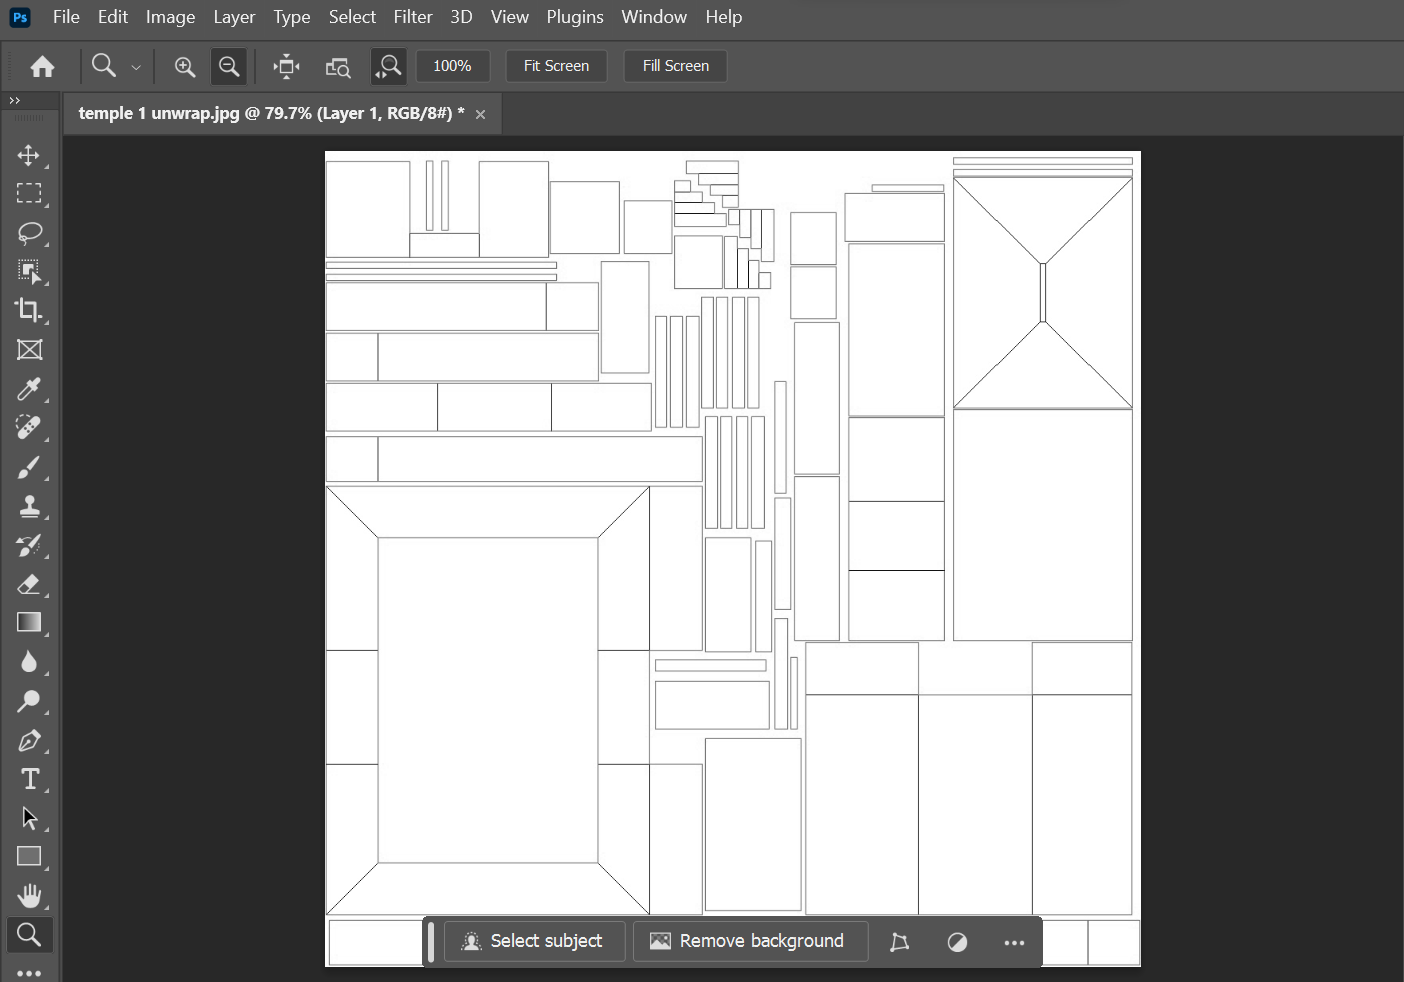 Ps File Edit Image Layer Type Select Filter 3D View Plugins Window Help
100% Fit Screen Fill Screen
temple 1 unwrap.jpg @ 79.7% (Layer 1, RGB/8#) * ×
T
Select subject Remove background